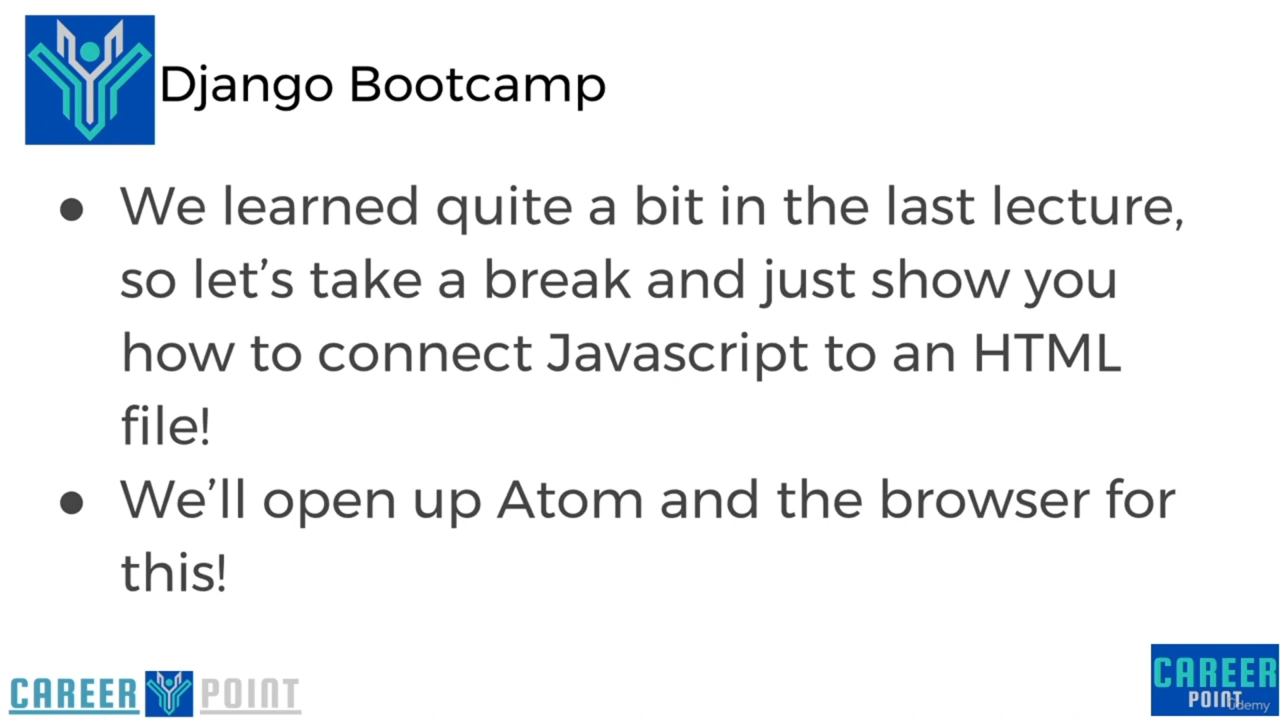 Django Bootcamp
● We learned quite a bit in the last lecture,
so let’s take a break and just show you
how to connect Javascript to an HTML
file!
● We’ll open up Atom and the browser for
this!
CAREER POINT
CAREER
POINT
ûdemy